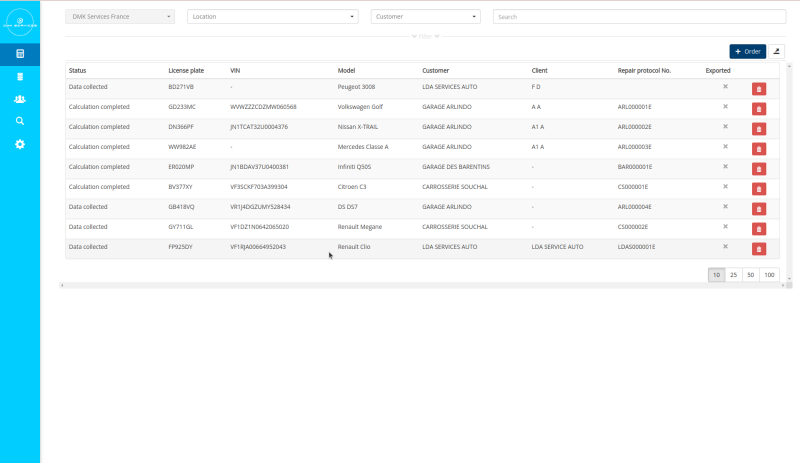 DMK Services France Location Customer Search
Filter
+ Order
Status License plate VIN Model Customer Client Repair protocol No. Exported
Data collected BD271VB - Peugeot 3008 LDA SERVICES AUTO F D
Calculation completed GD233MC WVWZZZCDZMW060568 Volkswagen Golf GARAGE ARLINDO A A ARL000001E
Calculation completed DN366PF JN1TCAT32U0004376 Nissan X-TRAIL GARAGE ARLINDO A1 A ARL000002E
Calculation completed WW982AE - Mercedes Classe A GARAGE ARLINDO A1 A ARL000003E
Calculation completed ER020MP JN1BDAV37U0400381 Infiniti Q50S GARAGE DES BARENTINS - BAR000001E
Calculation completed BV377XY VF3SCKF703A399304 Citroen C3 CARROSSERIE SOUCHAL - CS000001E
Data collected GB418VQ VR1J4DGZUMY528434 DS DS7 GARAGE ARLINDO - ARL000004E
Data collected GY711GL VF1DZ1N0642065020 Renault Megane CARROSSERIE SOUCHAL - CS000002E
Data collected FP925DY VF1RJA00664952043 Renault Clio LDA SERVICES AUTO LDA SERVICE AUTO LDAS000001E
10 25 50 100